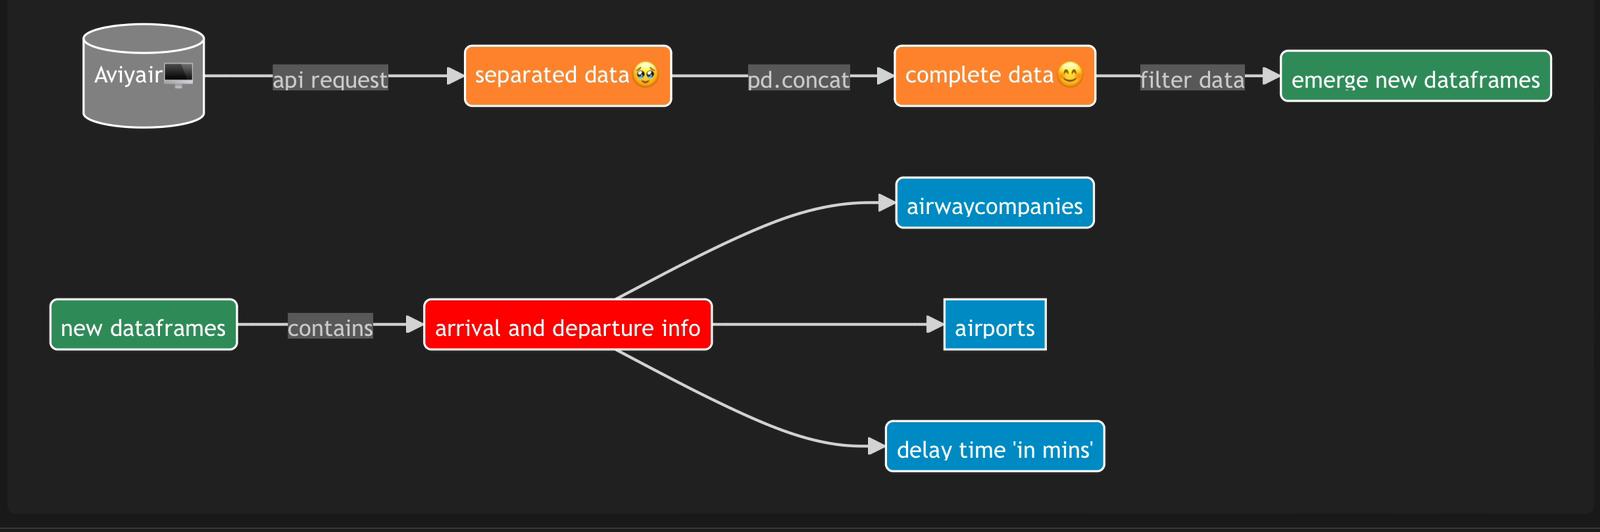 Aviyair🖥️
api request
separated data🥹
pd.concat
complete data😊
filter data
emerge new dataframes
airwaycompanies
new dataframes
contains
arrival and departure info
airports
delay time 'in mins'